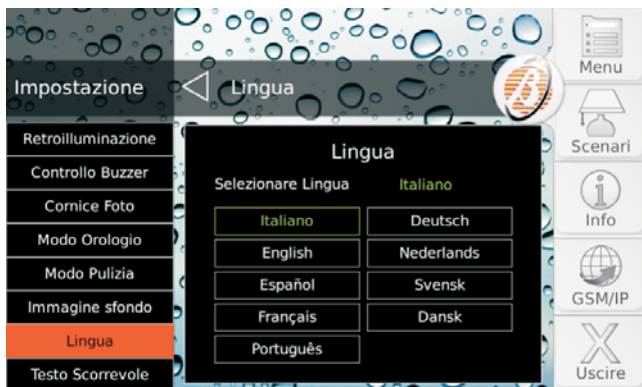 Impostazione
Lingua
Retroilluminazione
Controllo Buzzer
Cornice Foto
Modo Orologio
Modo Pulizia
Immagine sfondo
Lingua
Testo Scorrevole
Lingua
Selezionare Lingua Italiano
Italiano Deutsch
English Nederlands
Español Svensk
Français Dansk
Português
Menu
Scenari
Info
GSM/IP
Uscire